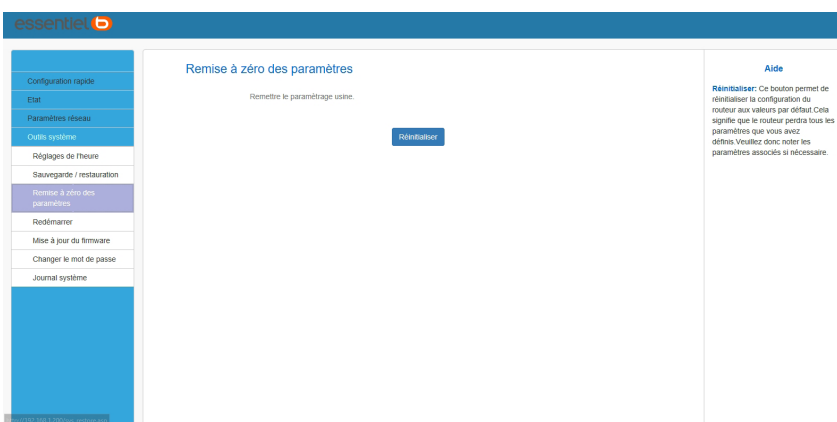 essentiel b
Configuration rapide
Etat
Paramètres réseau
Outils système
Réglages de l'heure
Sauvegarde / restauration
Remise à zéro des
paramètres
Redémarrer
Mise à jour du firmware
Changer le mot de passe
Journal système
Remise à zéro des paramètres
Remettre le paramètrage usine.
Réinitialiser
Aide
Réinitialiser: Ce bouton permet de
réinitialiser la configuration du
routeur aux valeurs par défaut.Cela
signifie que le routeur perdra tous les
paramètres que vous avez
définis.Veuillez donc noter les
paramètres associés si nécessaire.